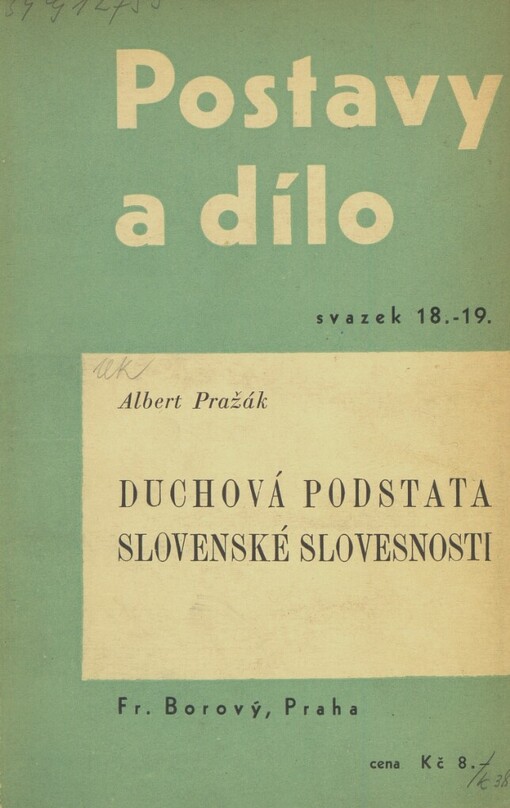 Postavy
a dílo
svazek 18.-19.
Albert Pražák
DUCHOVÁ PODSTATA
SLOVENSKÉ SLOVESNOSTI
Fr. Borový, Praha
cena Kč 8.-